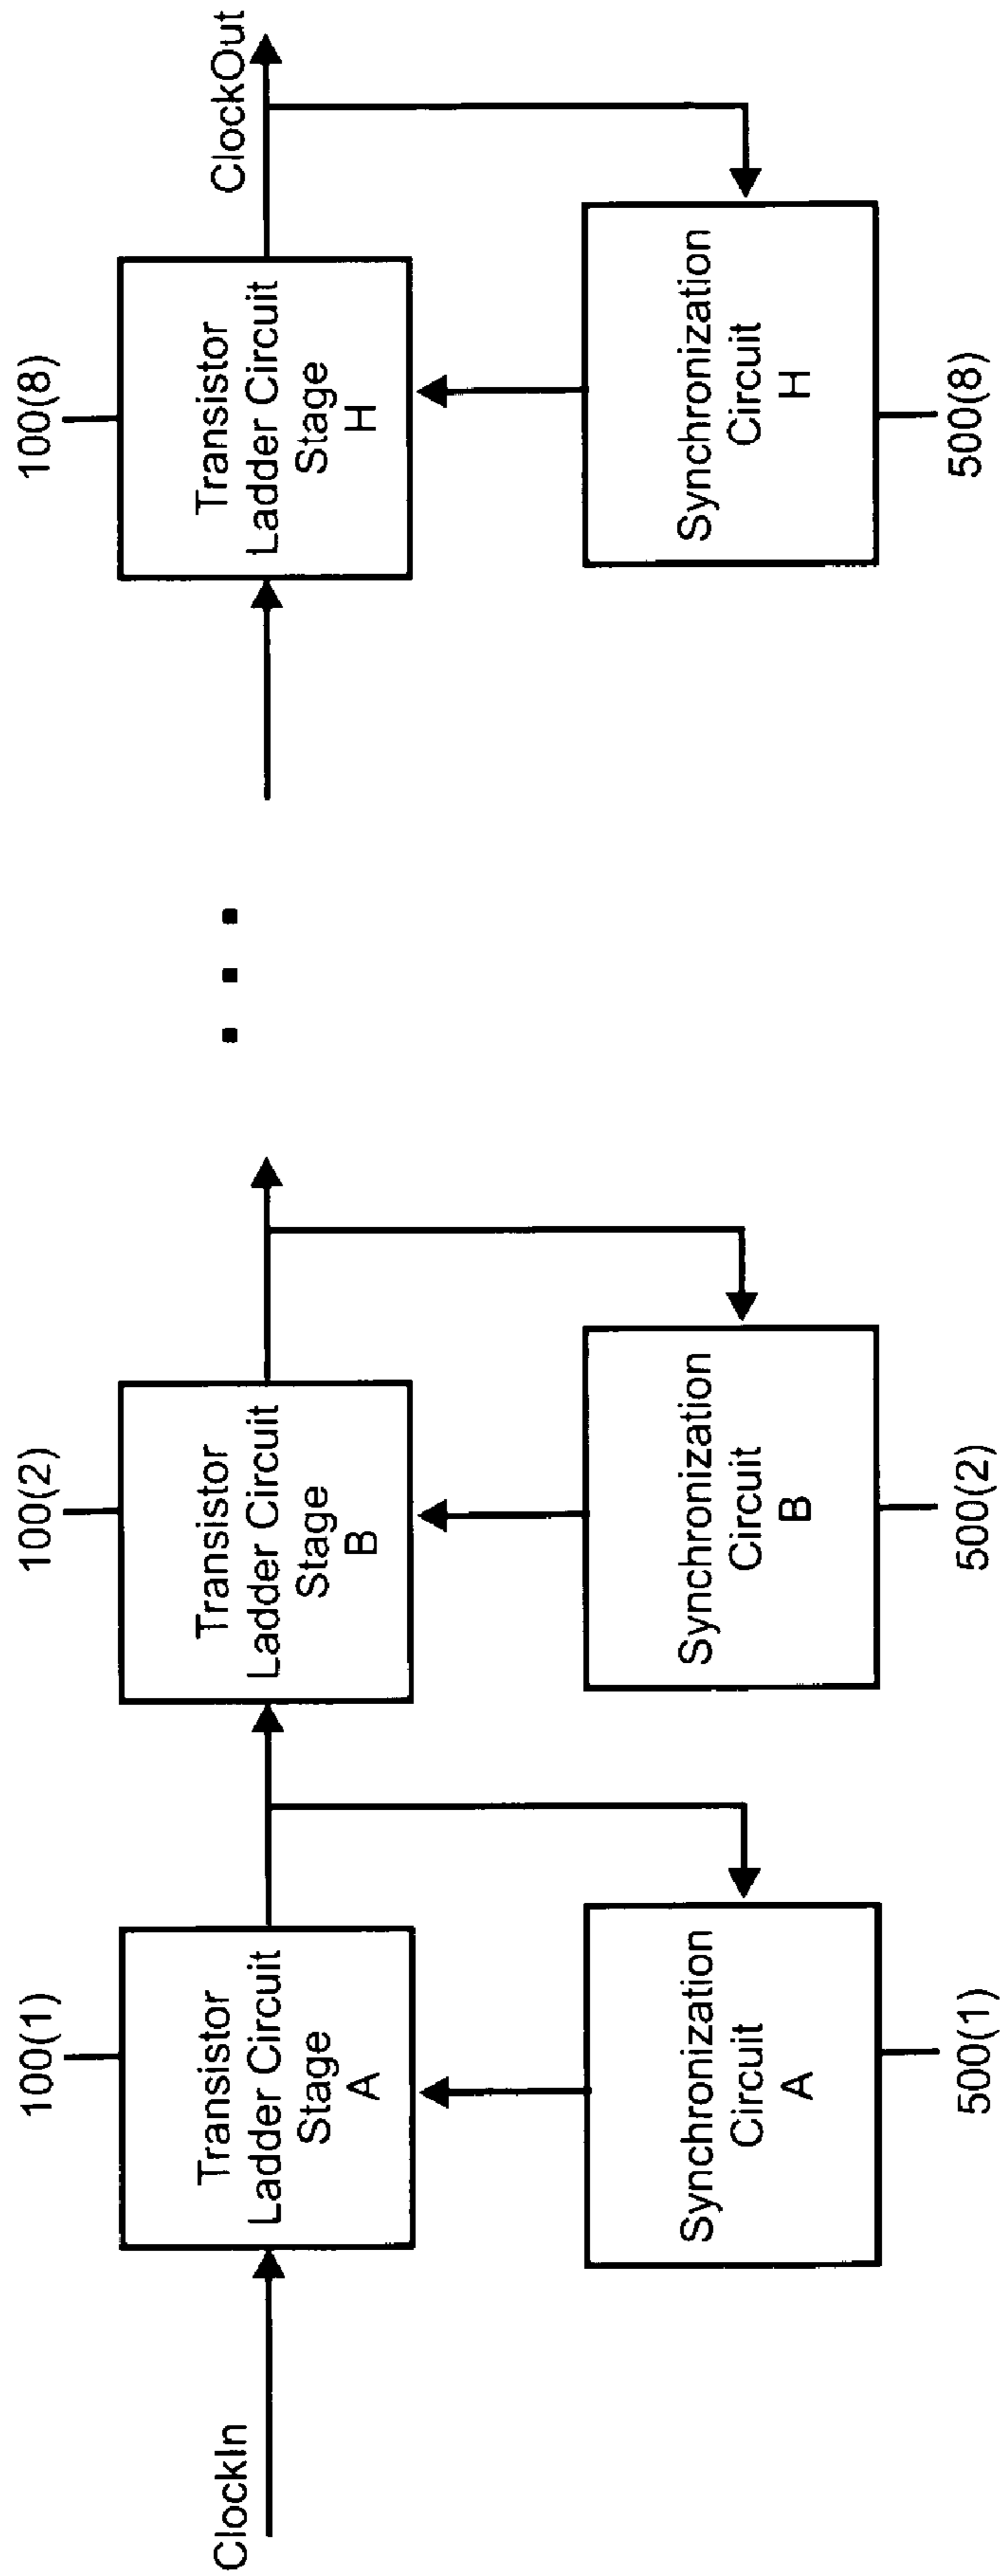 100(1)
100(2)
100(8)
ClockIn
Transistor
Ladder Circuit
Stage
A
Transistor
Ladder Circuit
Stage
B
Transistor
Ladder Circuit
Stage
H
ClockOut
Synchronization
Circuit
A
Synchronization
Circuit
B
Synchronization
Circuit
H
500(1)
500(2)
500(8)